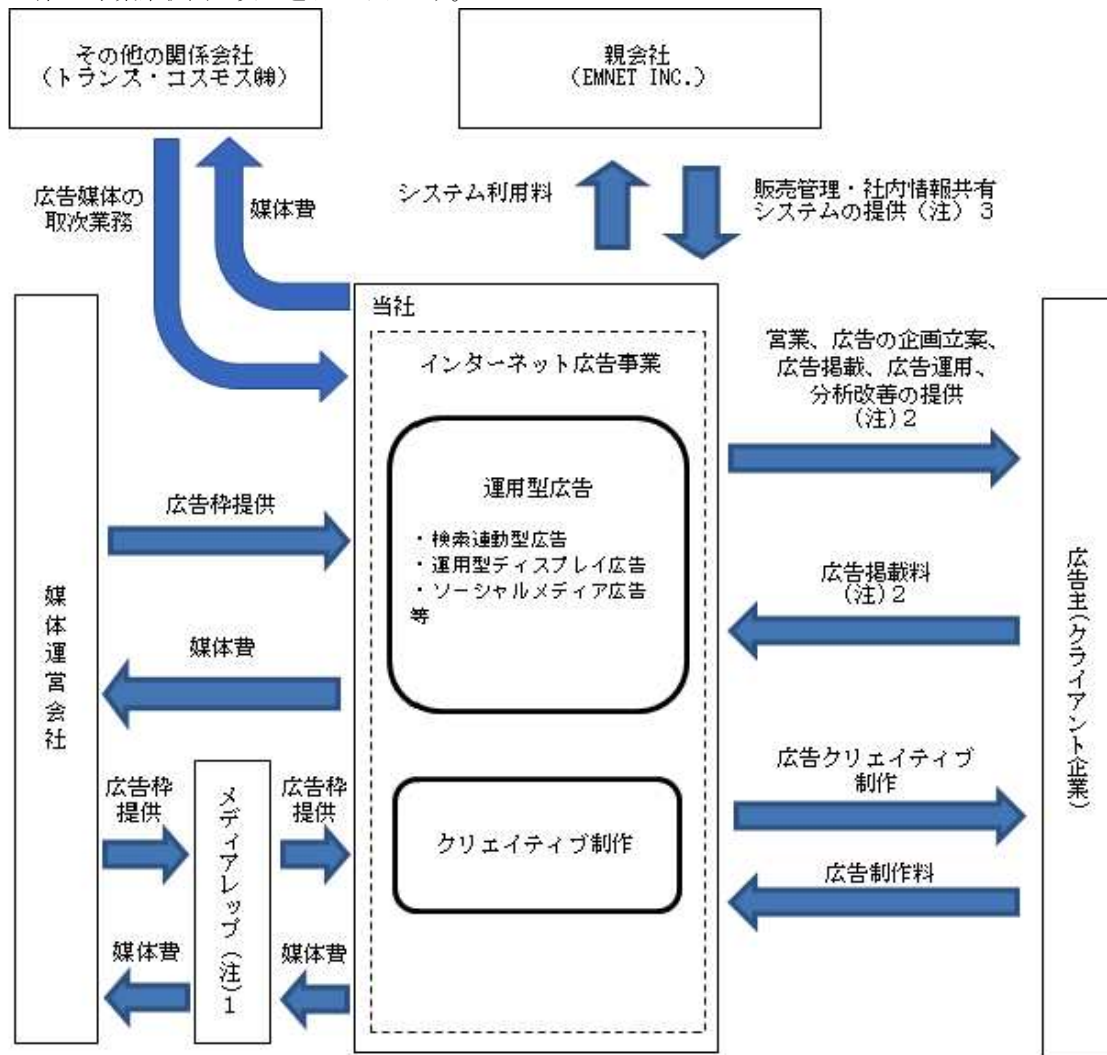 その他の関係会社
（トランス・コスモス㈱）
親会社
（EMNET INC.）
広告媒体の
取次業務
媒体費
システム利用料
販売管理・社内情報共有
システムの提供（注）３
当社
インターネット広告事業
運用型広告
・検索連動型広告
・運用型ディスプレイ広告
・ソーシャルメディア広告
等
クリエイティブ制作
営業、広告の企画立案、
広告掲載、広告運用、
分析改善の提供
（注）２
広告掲載料
（注）２
広告クリエイティブ
制作
広告制作料
広告主（クライアント企業）
媒体運営会社
広告枠提供
媒体費
広告枠
提供
メディアレップ（注）１
広告枠
提供
媒体費
媒体費